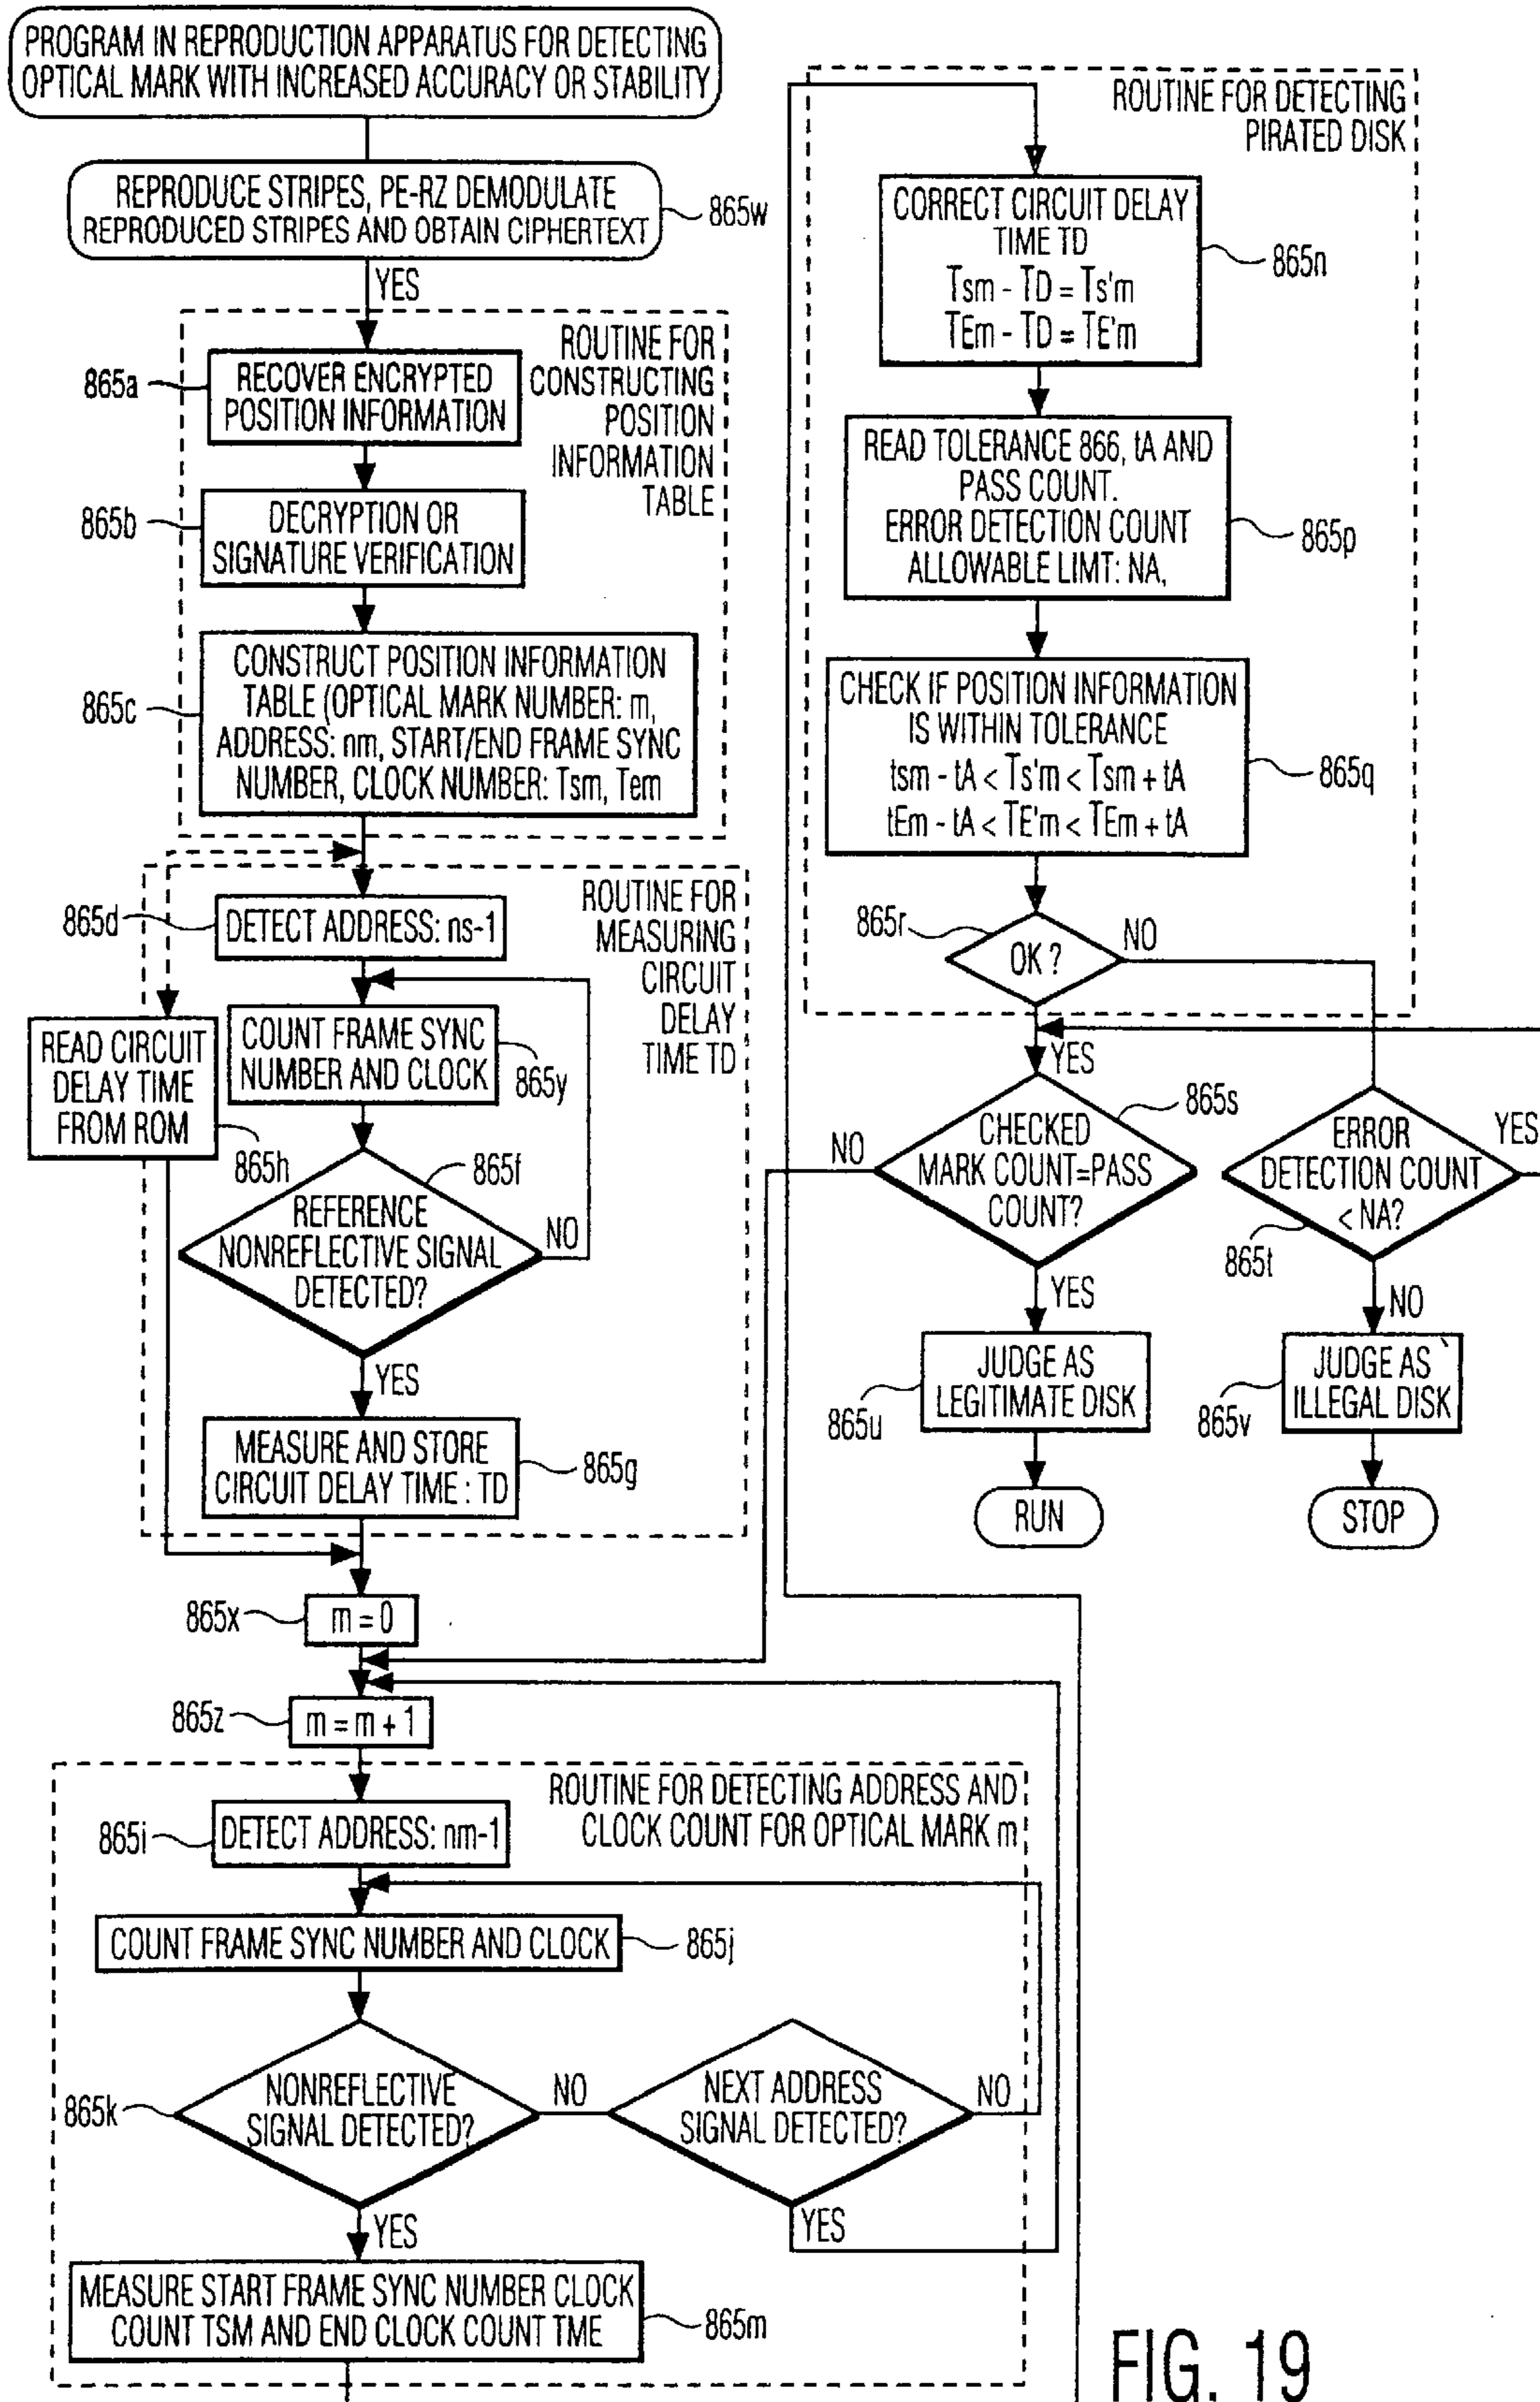 PROGRAM IN REPRODUCTION APPARATUS FOR DETECTING
OPTICAL MARK WITH INCREASED ACCURACY OR STABILITY
REPRODUCE STRIPES, PE-RZ DEMODULATE
REPRODUCED STRIPES AND OBTAIN CIPHERTEXT
865w
YES
ROUTINE FOR
CONSTRUCTING
POSITION
INFORMATION
TABLE
865a
RECOVER ENCRYPTED
POSITION INFORMATION
865b
DECRYPTION OR
SIGNATURE VERIFICATION
865c
CONSTRUCT POSITION INFORMATION
TABLE (OPTICAL MARK NUMBER: m,
ADDRESS: nm, START/END FRAME SYNC
NUMBER, CLOCK NUMBER: Tsm, Tem
ROUTINE FOR
MEASURING
CIRCUIT
DELAY
TIME TD
865d
DETECT ADDRESS: ns-1
COUNT FRAME SYNC
NUMBER AND CLOCK
865y
READ CIRCUIT
DELAY TIME
FROM ROM
865h
865f
REFERENCE
NONREFLECTIVE SIGNAL
DETECTED?
NO
YES
MEASURE AND STORE
CIRCUIT DELAY TIME : TD
865g
865x
m = 0
865z
m = m + 1
ROUTINE FOR DETECTING ADDRESS AND
CLOCK COUNT FOR OPTICAL MARK m
865i
DETECT ADDRESS: nm-1
COUNT FRAME SYNC NUMBER AND CLOCK
865j
865k
NONREFLECTIVE
SIGNAL DETECTED?
NO
NEXT ADDRESS
SIGNAL DETECTED?
NO
YES
YES
MEASURE START FRAME SYNC NUMBER CLOCK
COUNT TSM AND END CLOCK COUNT TME
865m
ROUTINE FOR DETECTING
PIRATED DISK
CORRECT CIRCUIT DELAY
TIME TD
Tsm - TD = Ts'm
TEm - TD = TE'm
865n
READ TOLERANCE 866, tA AND
PASS COUNT.
ERROR DETECTION COUNT
ALLOWABLE LIMT: NA,
865p
CHECK IF POSITION INFORMATION
IS WITHIN TOLERANCE
tsm - tA < Ts'm < Tsm + tA
tEm - tA < TE'm < TEm + tA
865q
865r
OK ?
NO
YES
865s
CHECKED
MARK COUNT=PASS
COUNT?
NO
YES
ERROR
DETECTION COUNT
< NA?
YES
865t
NO
JUDGE AS
LEGITIMATE DISK
865u
JUDGE AS
ILLEGAL DISK
865v
RUN
STOP
FIG. 19